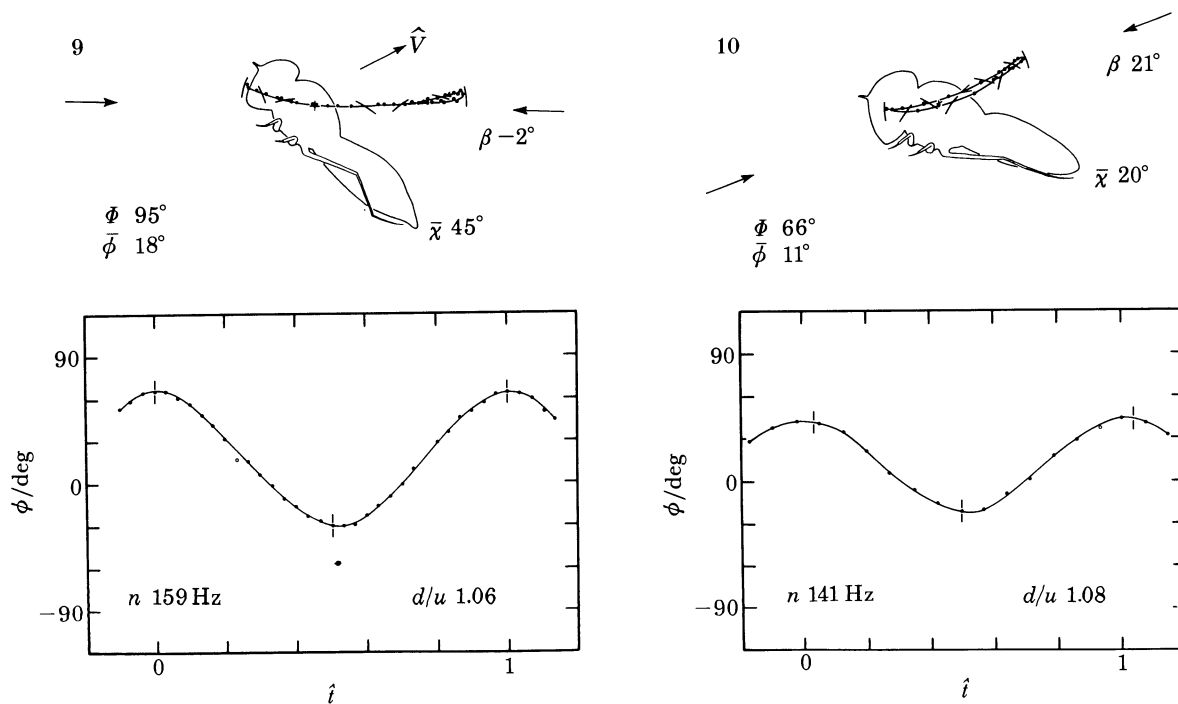 9
V̂
β −2°
Φ 95°
ϕ̄ 18°
χ̄ 45°
90
0
−90
ϕ/deg
n 159 Hz
d/u 1.06
0
1
t̂
10
β 21°
χ̄ 20°
Φ 66°
ϕ̄ 11°
90
0
−90
ϕ/deg
n 141 Hz
d/u 1.08
0
1
t̂